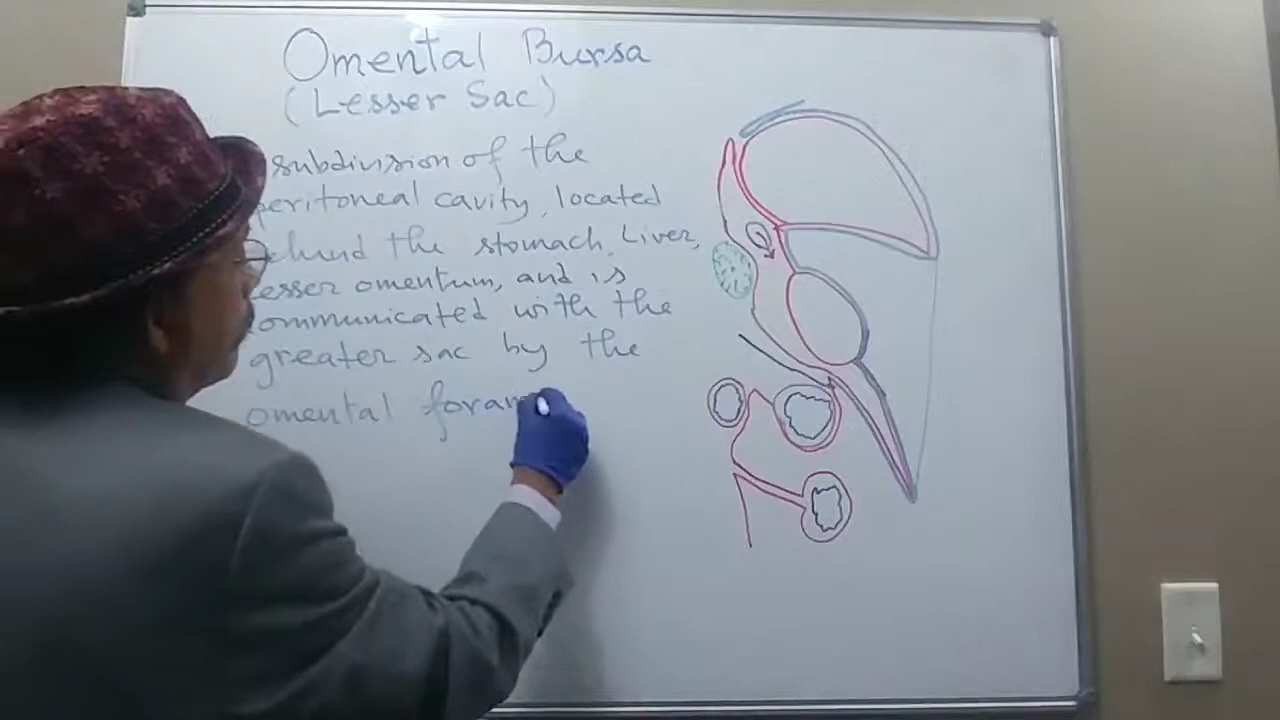 Omental Bursa
(Lesser Sac)
subdivision of the
peritoneal cavity, located
behind the stomach, Liver,
lesser omentum, and is
communicated with the
greater sac by the
omental foram